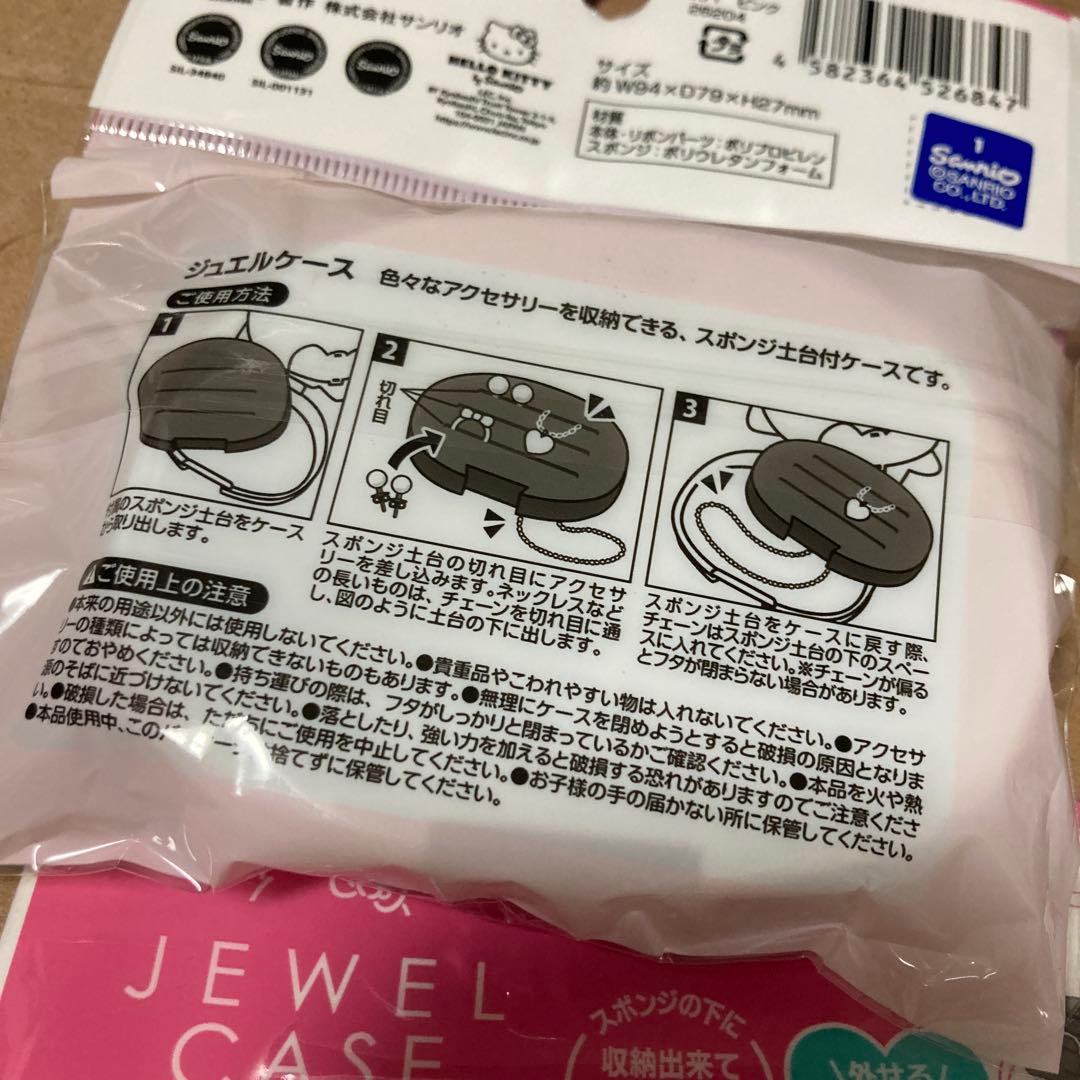 製作 株式会社サンリオ
SIL-34840
SIL-001131
HELLO KITTY
ピンク
26204
プラ
4 582364 526847
サイズ
約W94×D79×H27mm
材質
本体・リボンパーツ：ポリプロピレン
スポンジ：ポリウレタンフォーム
1
Sanrio
©SANRIO
CO., LTD.
ジュエルケース 色々なアクセサリーを収納できる、スポンジ土台付ケースです。
ご使用方法
1
のスポンジ土台をケース
ら取り出します。
2
切れ目
スポンジ土台の切れ目にアクセサ
リーを差し込みます。ネックレスなど
の長いものは、チェーンを切れ目に通
し、図のように土台の下に出します。
3
スポンジ土台をケースに戻す際、
チェーンはスポンジ土台の下のスペー
スに入れてください。※チェーンが偏る
とフタが閉まらない場合があります。
ご使用上の注意
●本来の用途以外には使用しないでください。●貴重品やこわれやすい物は入れないでください。●アクセサ
リーの種類によっては収納できないものもあります。●無理にケースを閉めようとすると破損の原因となりま
すのでおやめください。●持ち運びの際は、フタがしっかりと閉まっているかご確認ください。●本品を火や熱
源のそばに近づけないでください。●落としたり、強い力を加えると破損する恐れがありますのでご注意くださ
い。●破損した場合は、ただちにご使用を中止してください。●お子様の手の届かない所に保管してください。
●本品使用中、このパ 捨てずに保管してください。
JEWEL
CASE
スポンジの下に
収納出来て
外せる！